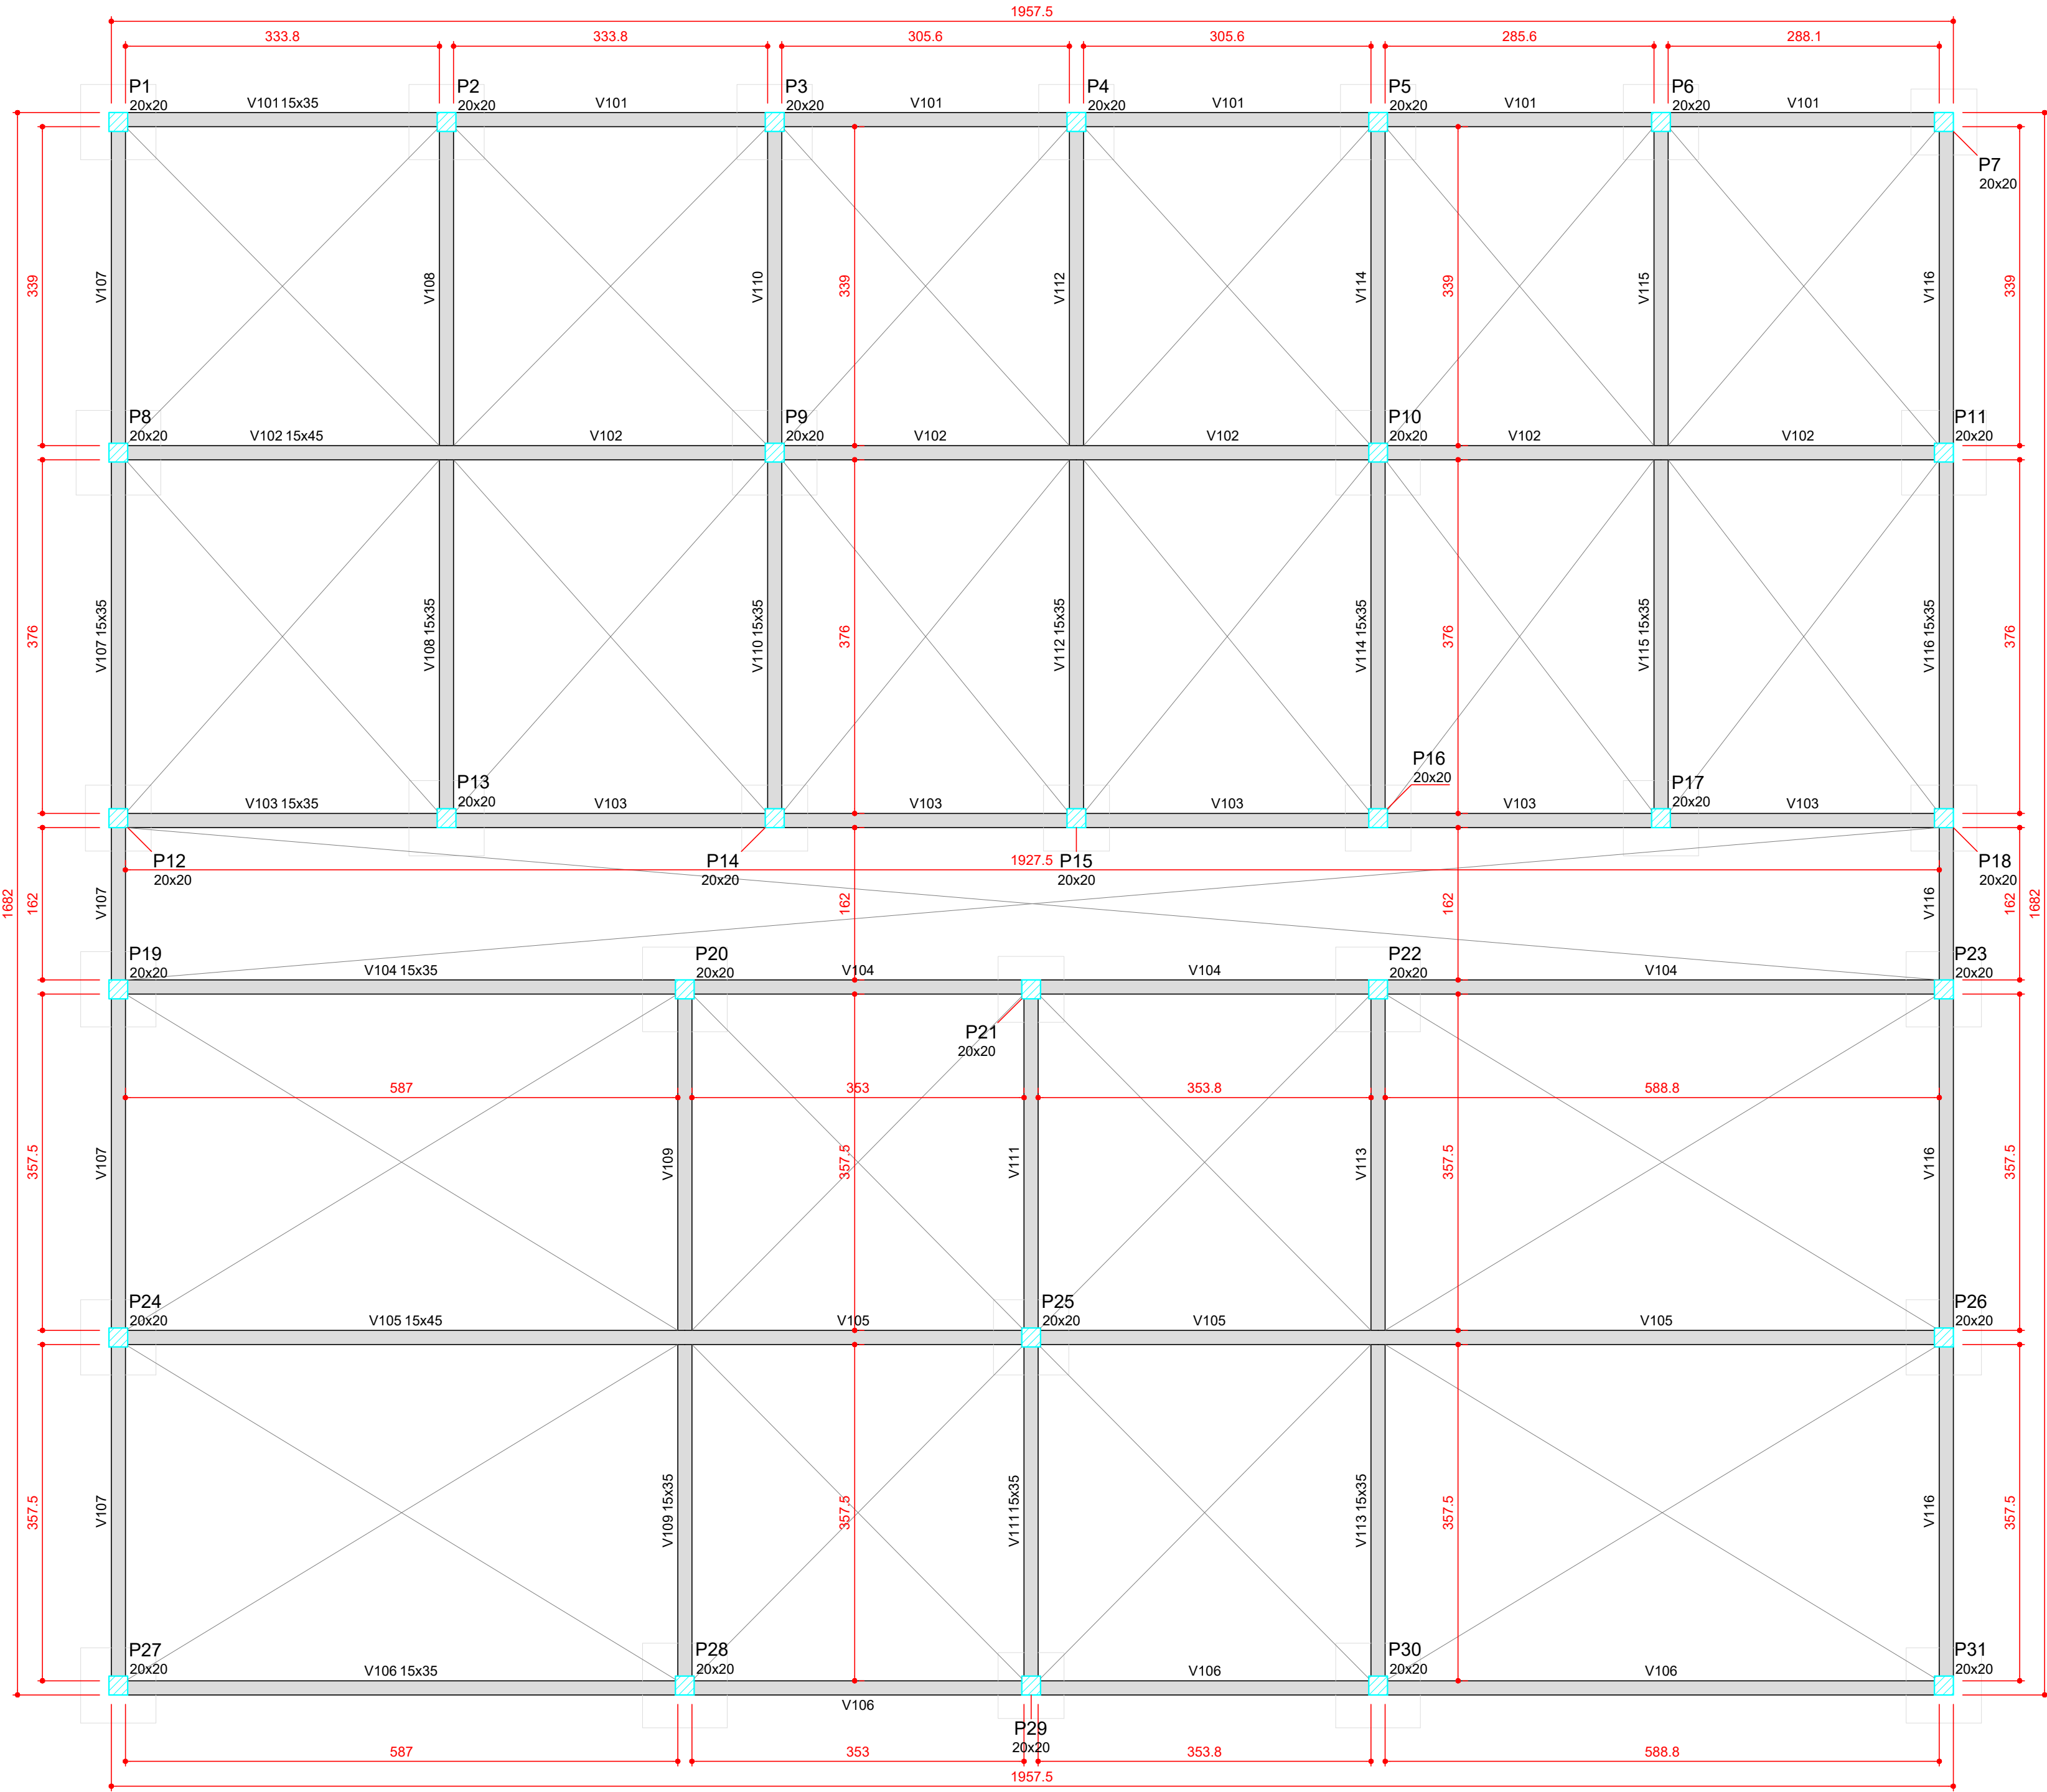 1957.5
333.8 333.8 305.6 305.6 285.6 288.1
P1 P2 P3 P4 P5 P6
20x20 V101 15x35 20x20 V101 20x20 V101 20x20 V101 20x20 V101 20x20 V101
P7
20x20
339 V107 V108 V110 339 V112 V114 339 V115 V116 339
P8 P9 P10 P11
20x20 V102 15x45 V102 20x20 V102 V102 20x20 V102 V102 20x20
376 V107 15x35 V108 15x35 V110 15x35 376 V112 15x35 V114 15x35 376 V115 15x35 V116 15x35 376
P16
20x20
P13 P17
V103 15x35 20x20 V103 V103 V103 V103 20x20 V103
P12 P14 1927.5 P15 P18
20x20 20x20 20x20 20x20
1682 162 V107 162 162 V116 162 1682
P19 P20 P22 P23
20x20 V104 15x35 20x20 V104 V104 20x20 V104 20x20
P21
20x20
587 353 353.8 588.8
357.5 V107 V109 357.5 V111 V113 357.5 V116 357.5
P24 P25 P26
20x20 V105 15x45 V105 20x20 V105 V105 20x20
357.5 V107 V109 15x35 357.5 V111 15x35 V113 15x35 357.5 V116 357.5
P27 P28 P30 P31
20x20 V106 15x35 20x20 V106 20x20 V106 20x20
V106
P29
20x20
587 353 353.8 588.8
1957.5